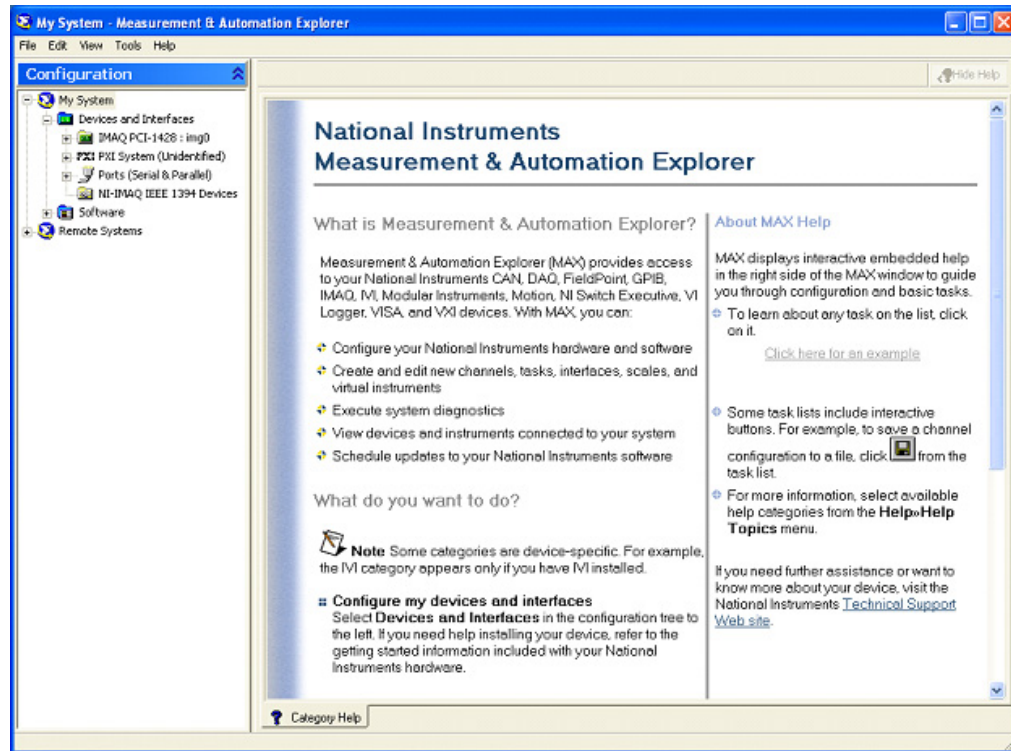 My System - Measurement & Automation Explorer
File Edit View Tools Help
Configuration
Hide Help
My System
Devices and Interfaces
IMAQ PCI-1428 : img0
PXI PXI System (Unidentified)
Ports (Serial & Parallel)
NI-IMAQ IEEE 1394 Devices
Software
Remote Systems
National Instruments
Measurement & Automation Explorer
What is Measurement & Automation Explorer?
Measurement & Automation Explorer (MAX) provides access
to your National Instruments CAN, DAQ, FieldPoint, GPIB,
IMAQ, IVI, Modular Instruments, Motion, NI Switch Executive, VI
Logger, VISA, and VXI devices. With MAX, you can:
Configure your National Instruments hardware and software
Create and edit new channels, tasks, interfaces, scales, and
virtual instruments
Execute system diagnostics
View devices and instruments connected to your system
Schedule updates to your National Instruments software
What do you want to do?
Note Some categories are device-specific. For example,
the IVI category appears only if you have IVI installed.
Configure my devices and interfaces
Select Devices and Interfaces in the configuration tree to
the left. If you need help installing your device, refer to the
getting started information included with your National
Instruments hardware.
About MAX Help
MAX displays interactive embedded help
in the right side of the MAX window to guide
you through configuration and basic tasks.
To learn about any task on the list, click
on it.
Click here for an example
Some task lists include interactive
buttons. For example, to save a channel
configuration to a file, click from the
task list.
For more information, select available
help categories from the Help»Help
Topics menu.
If you need further assistance or want to
know more about your device, visit the
National Instruments Technical Support
Web site.
Category Help